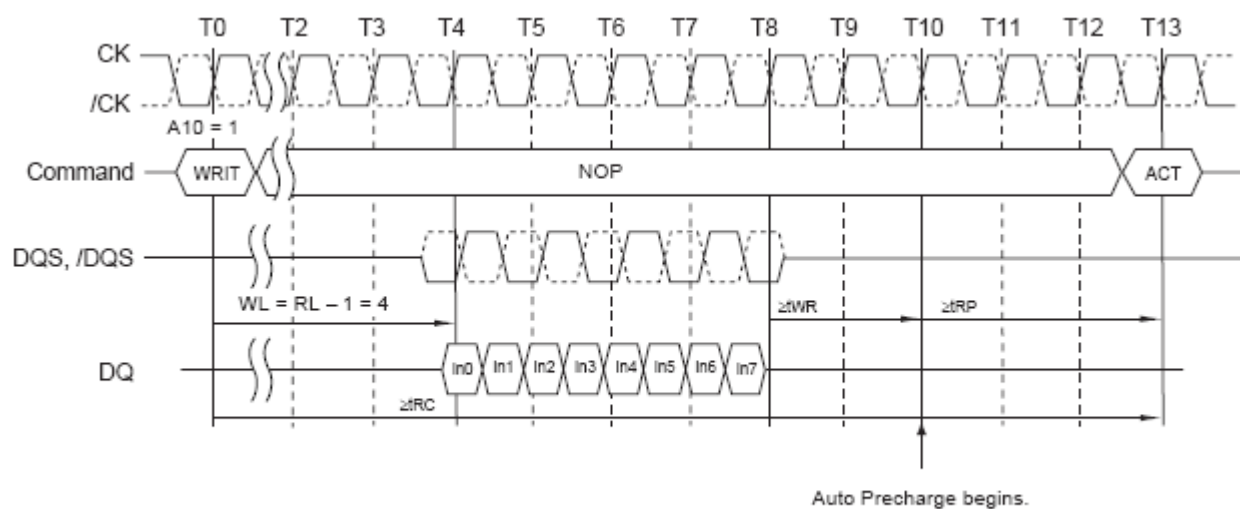 T0 T2 T3 T4 T5 T6 T7 T8 T9 T10 T11 T12 T13
CK
/CK
A10 = 1
Command WRIT NOP ACT
DQS, /DQS
WL = RL – 1 = 4
≥tWR ≥tRP
DQ In0 In1 In2 In3 In4 In5 In6 In7
≥tRC
Auto Precharge begins.